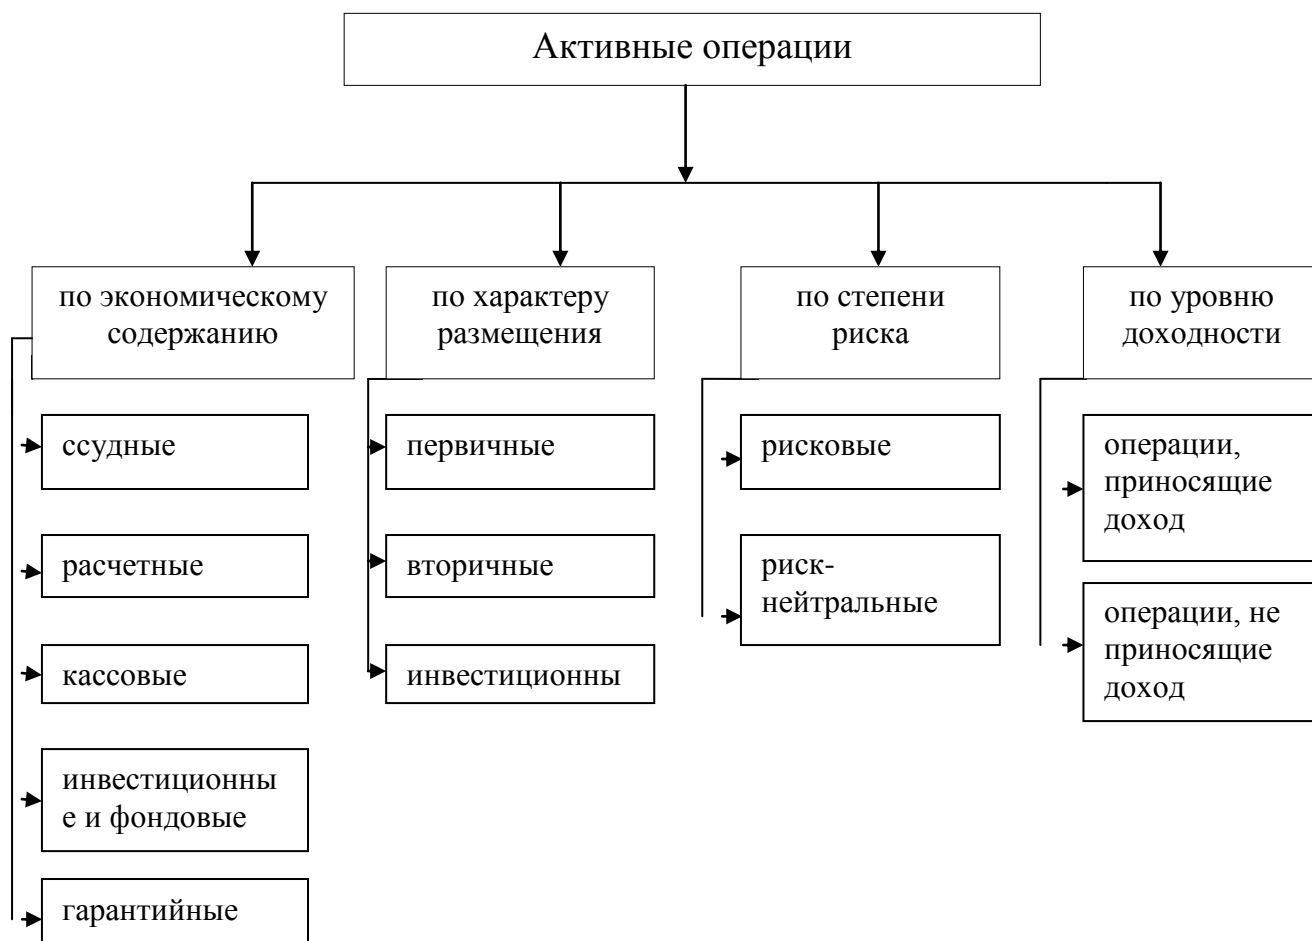 Активные операции
по экономическому
содержанию
по характеру
размещения
по степени
риска
по уровню
доходности
ссудные
расчетные
кассовые
инвестиционны
е и фондовые
гарантийные
первичные
вторичные
инвестиционны
рисковые
риск-
нейтральные
операции,
приносящие
доход
операции, не
приносящие
доход